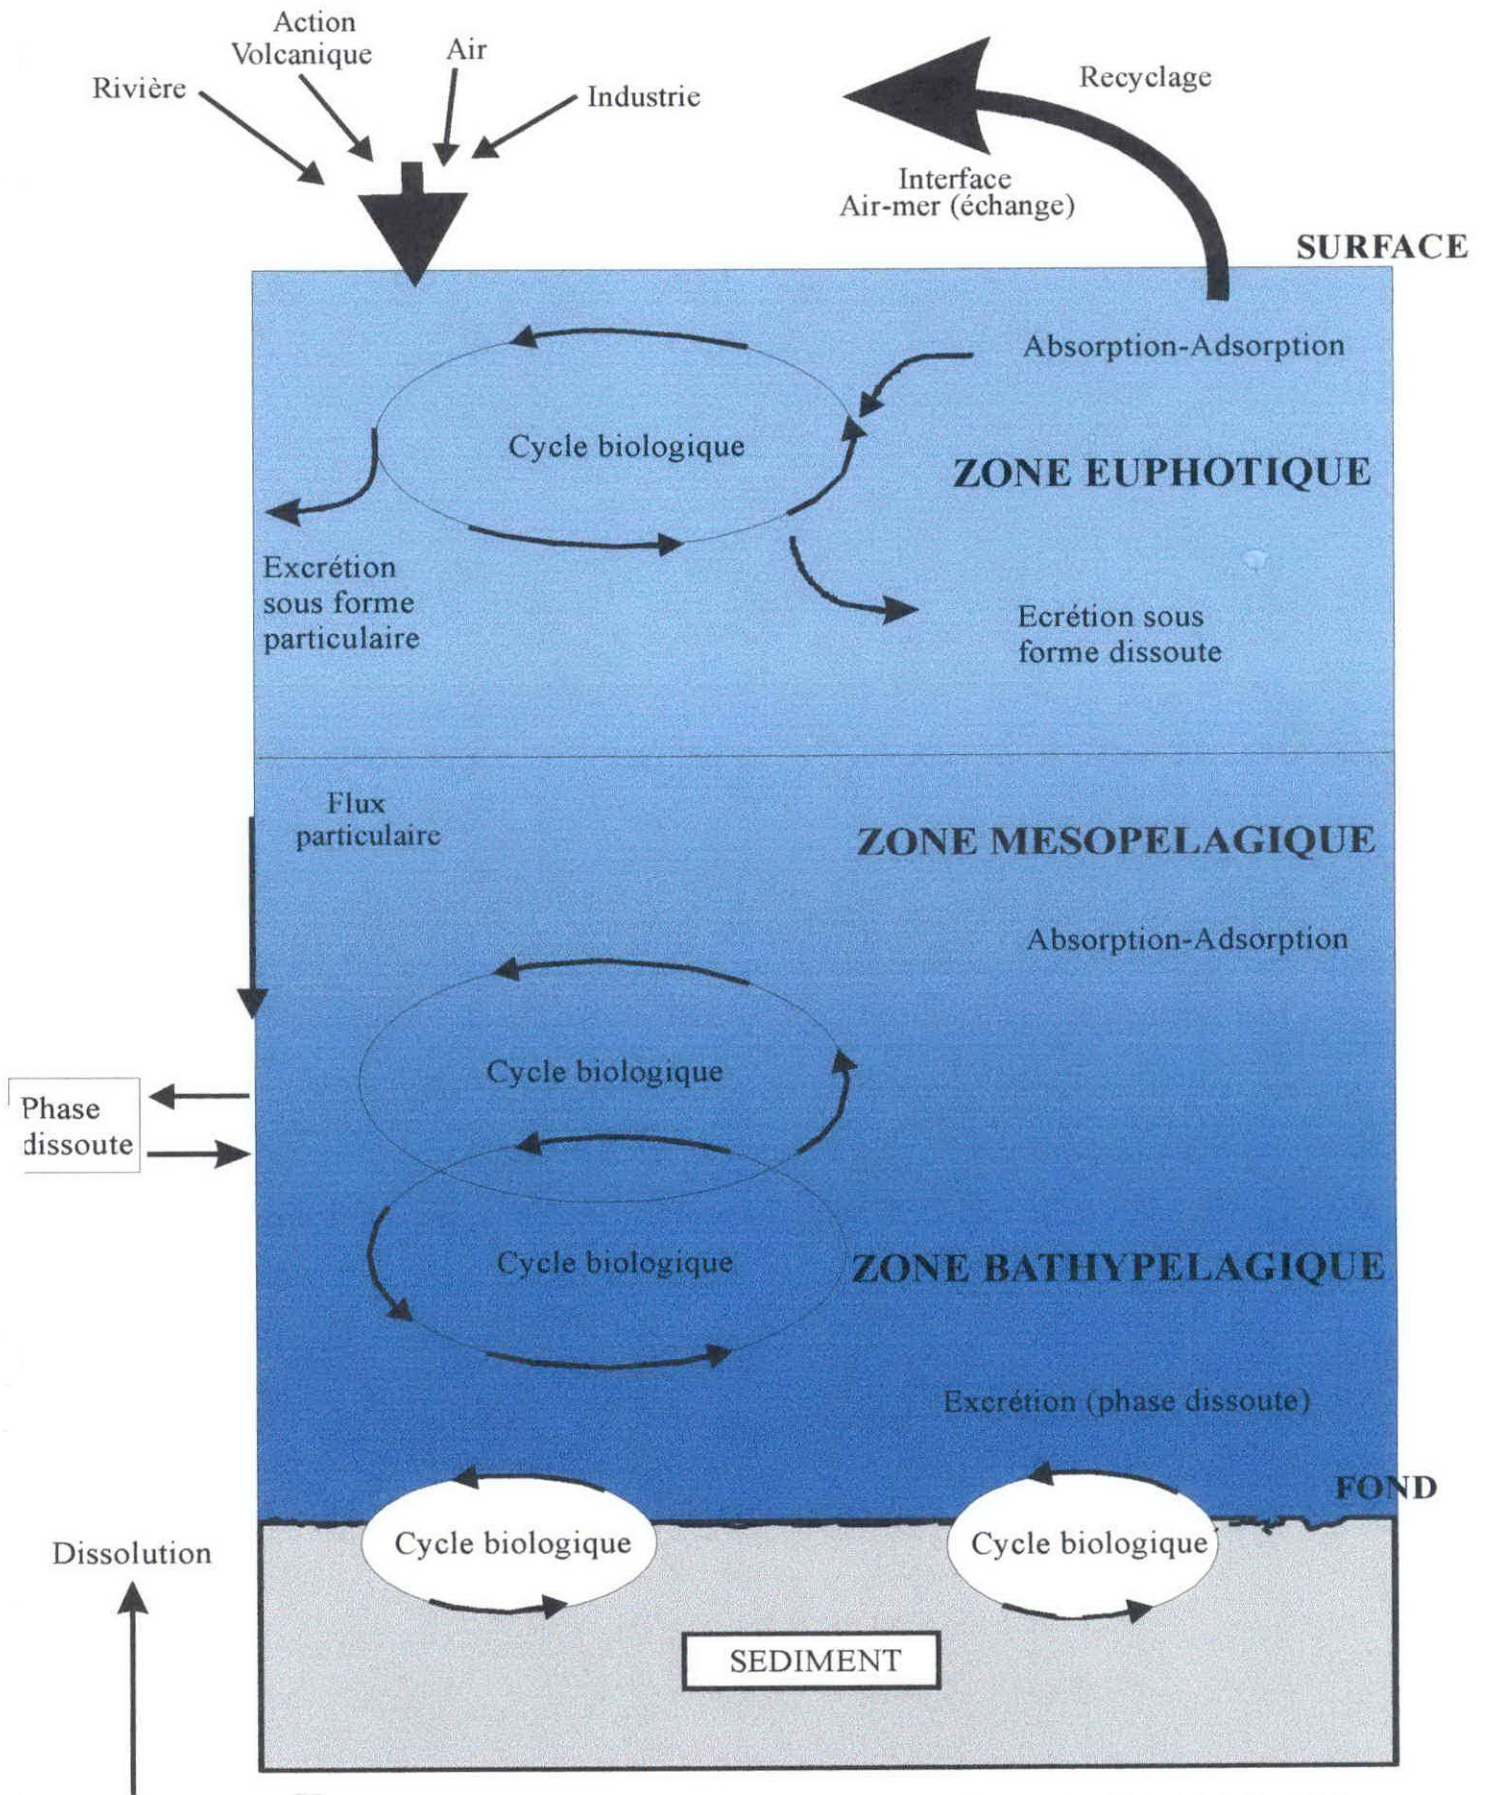 Action
Volcanique
Air
Rivière
Industrie
Recyclage
Interface
Air-mer (échange)
SURFACE
Absorption-Adsorption
Cycle biologique
ZONE EUPHOTIQUE
Excrétion
sous forme
particulaire
Ecrétion sous
forme dissoute
Flux
particulaire
ZONE MESOPELAGIQUE
Absorption-Adsorption
Cycle biologique
Phase
dissoute
Cycle biologique
ZONE BATHYPELAGIQUE
Excrétion (phase dissoute)
FOND
Cycle biologique
Cycle biologique
Dissolution
SEDIMENT